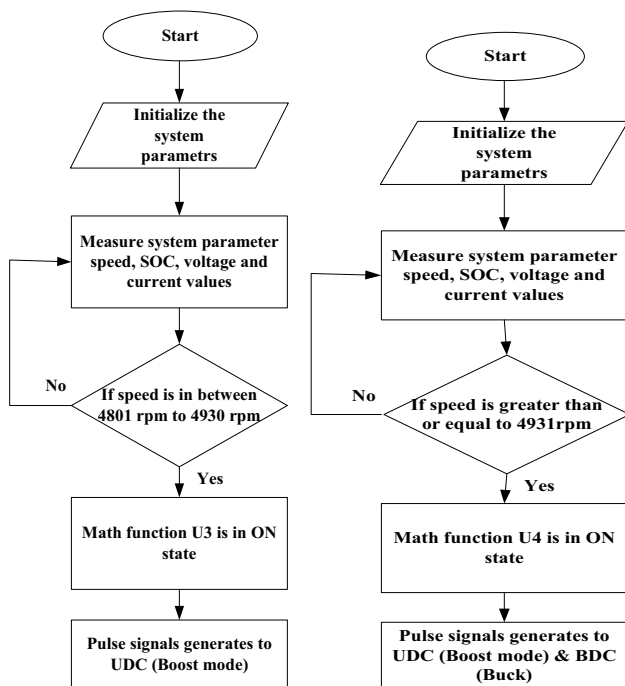 Start
Initialize the
system
parametrs
Measure system parameter
speed, SOC, voltage and
current values
No
If speed is in between
4801 rpm to 4930 rpm
Yes
Math function U3 is in ON
state
Pulse signals generates to
UDC (Boost mode)
Start
Initialize the
system
parametrs
Measure system parameter
speed, SOC, voltage and
current values
No
If speed is greater than
or equal to 4931rpm
Yes
Math function U4 is in ON
state
Pulse signals generates to
UDC (Boost mode) & BDC
(Buck)